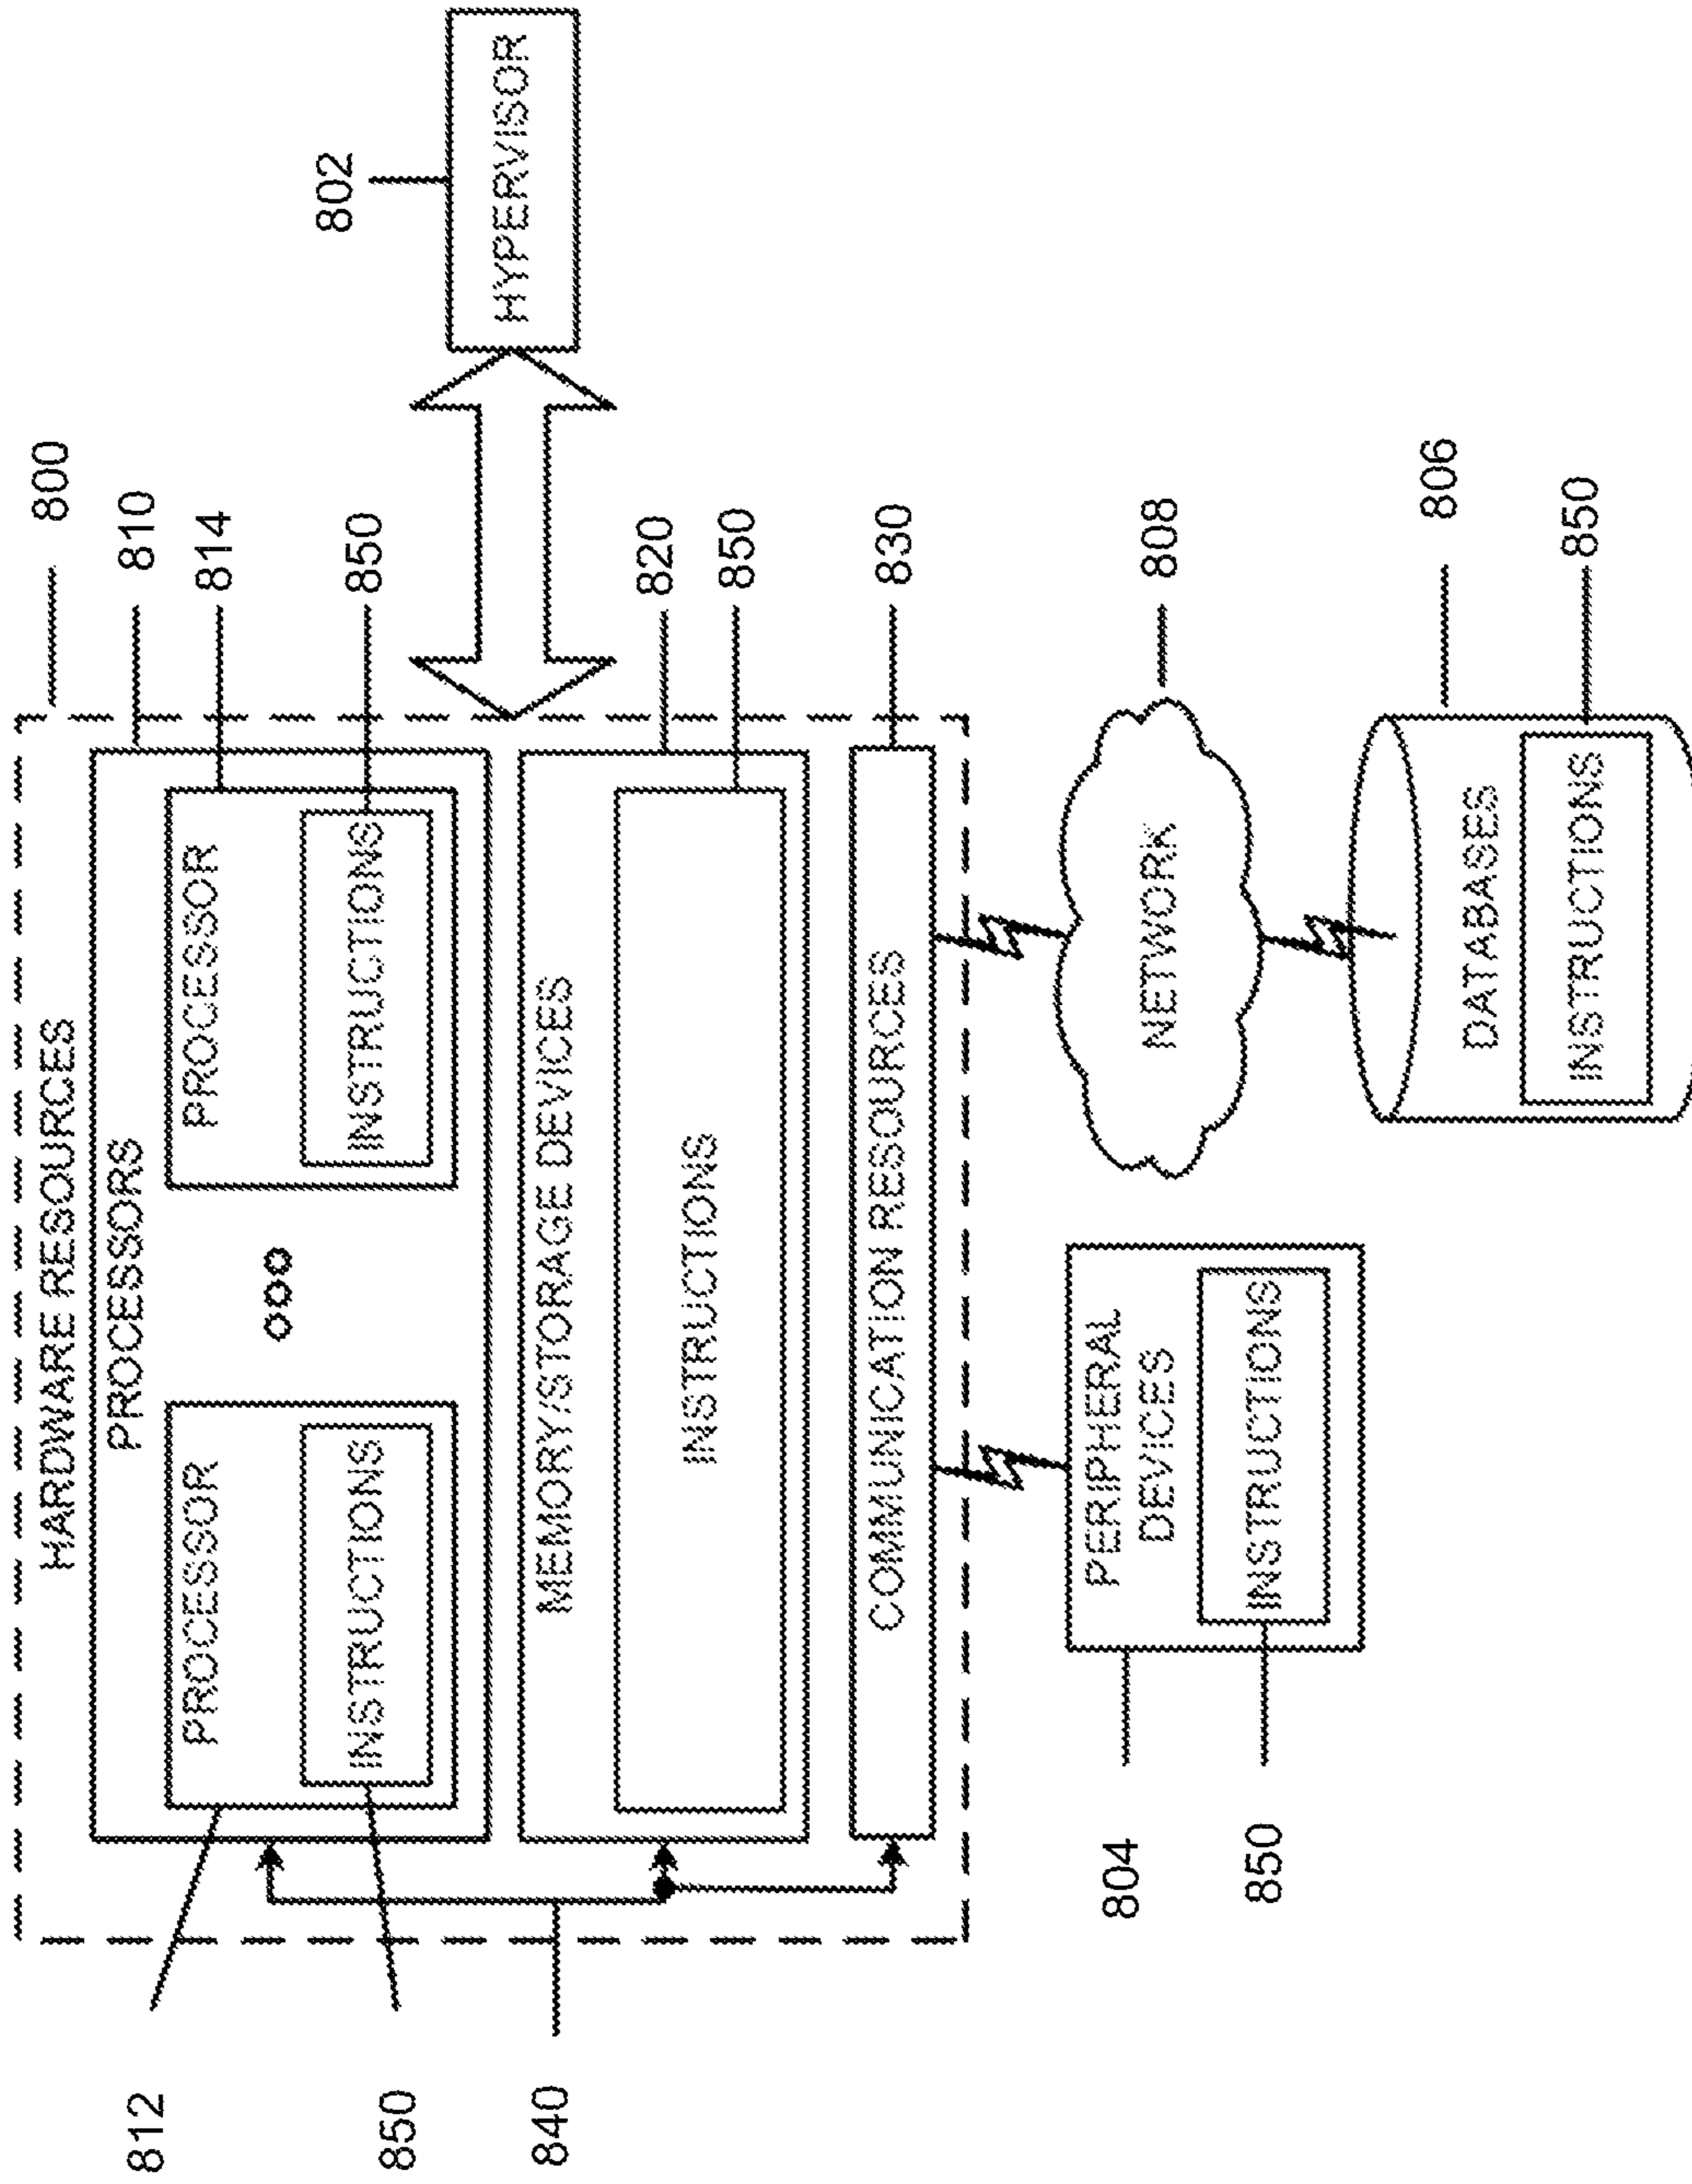 HARDWARE RESOURCES
800
PROCESSORS
810
812
PROCESSOR
PROCESSOR
814
850
INSTRUCTIONS
INSTRUCTIONS
850
802
HYPERVISOR
840
MEMORY/STORAGE DEVICES
820
INSTRUCTIONS
850
COMMUNICATION RESOURCES
830
804
PERIPHERAL
DEVICES
850
INSTRUCTIONS
NETWORK
808
DATABASES
806
INSTRUCTIONS
850